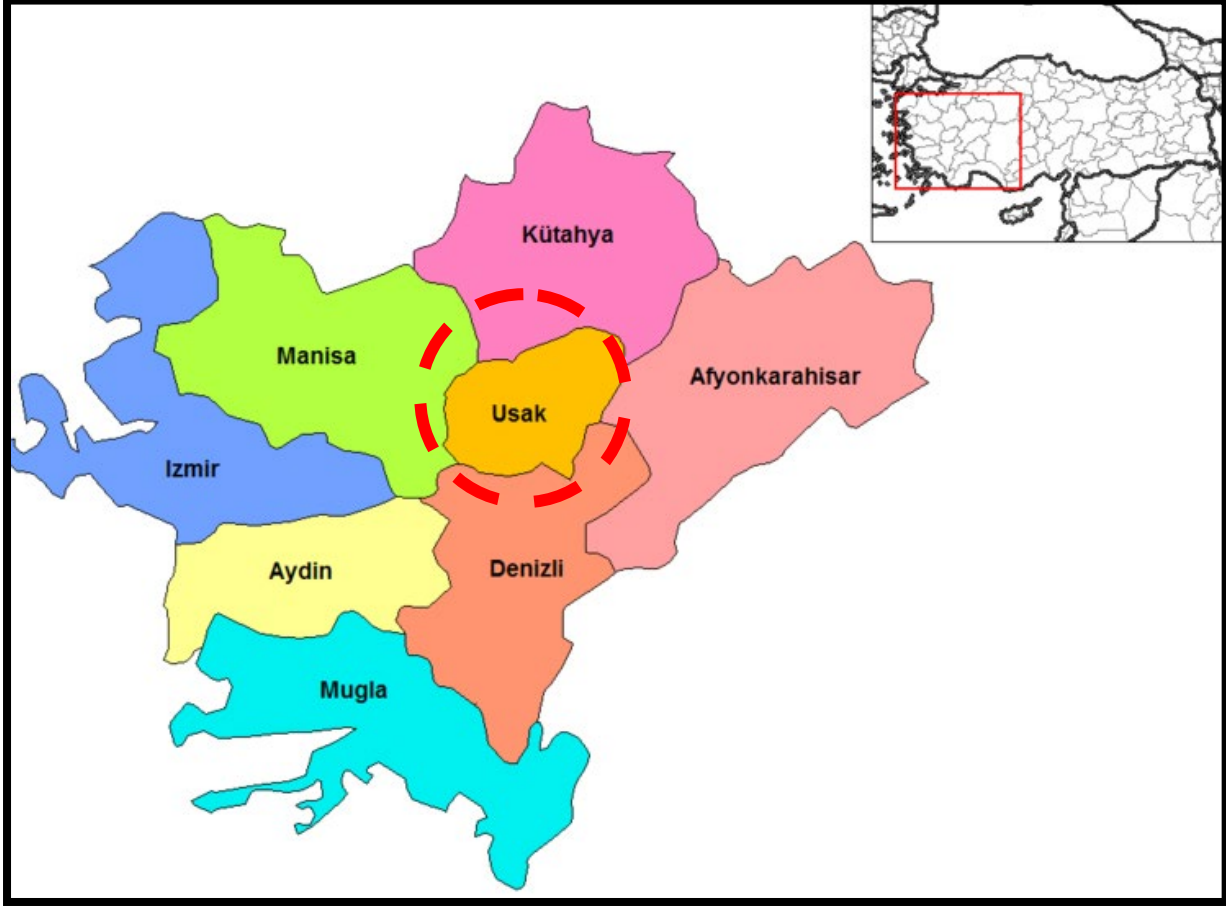 Kütahya
Manisa
Afyonkarahisar
Usak
Izmir
Aydin
Denizli
Mugla